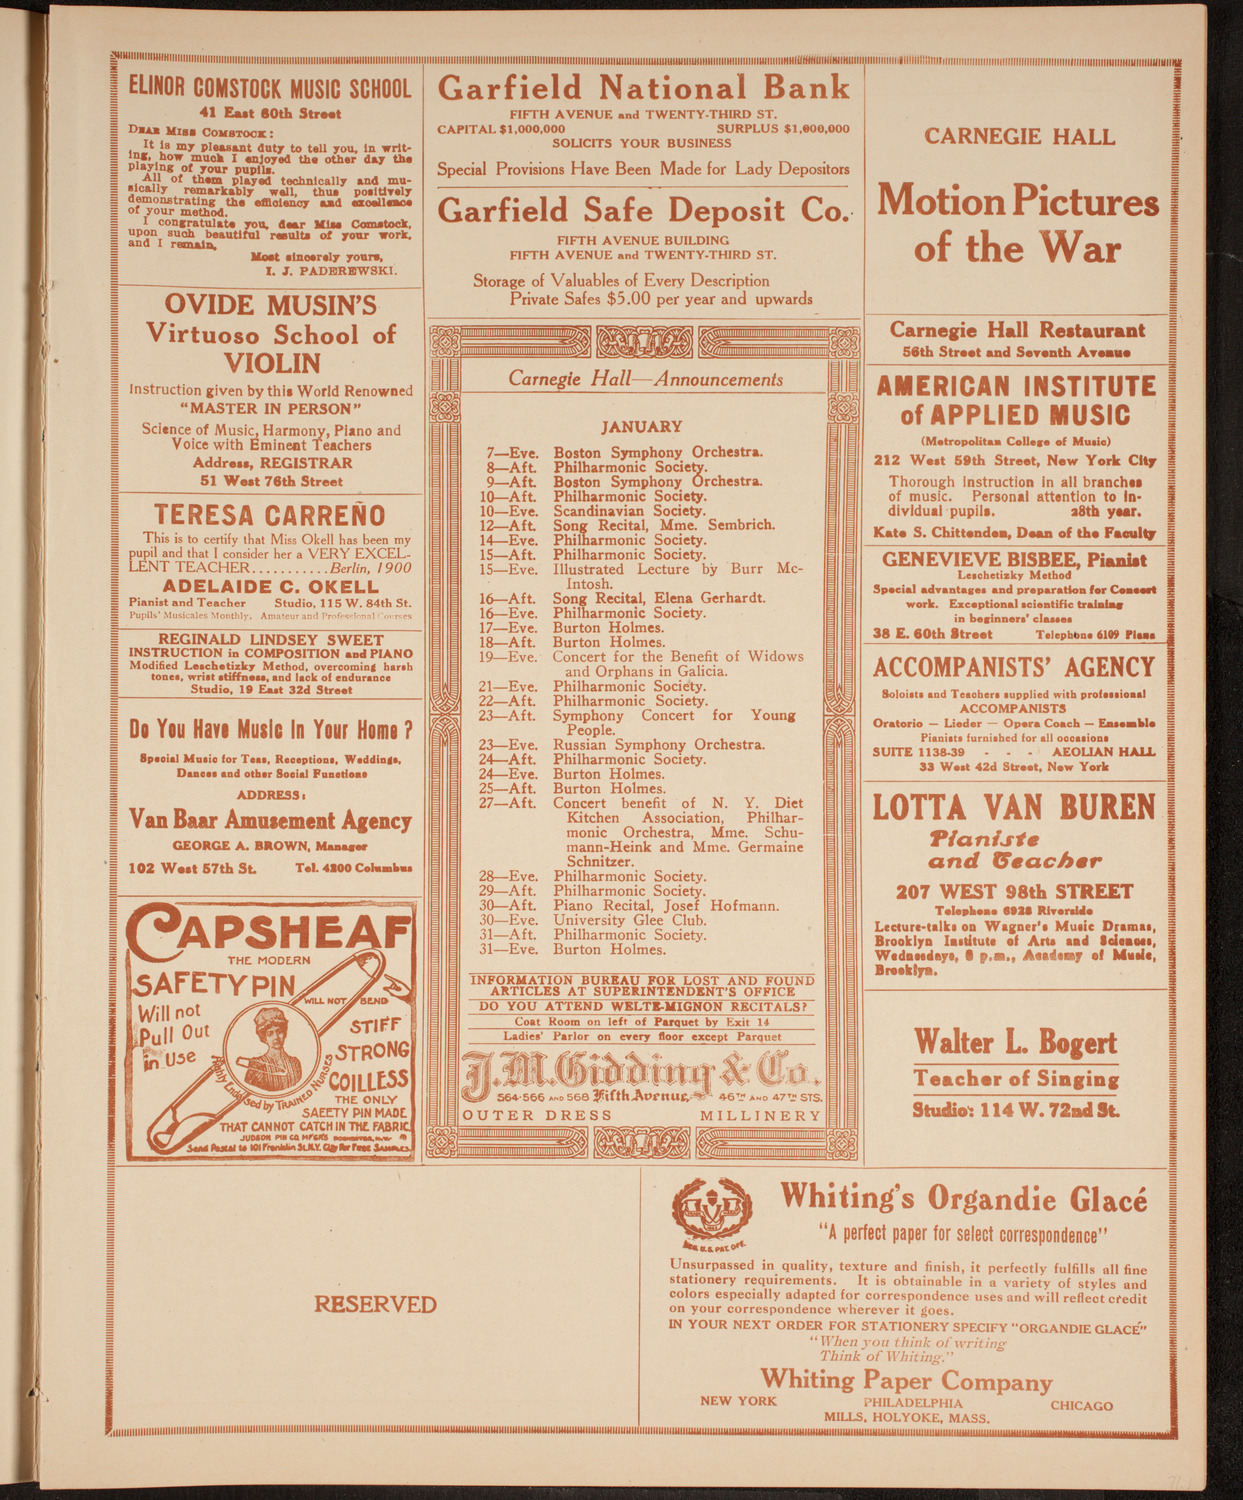 ELINOR COMSTOCK MUSIC SCHOOL
41 East 60th Street
DEAR MISS COMSTOCK:
It is my pleasant duty to tell you, in writ-
ing, how much I enjoyed the other day the
playing of your pupils.
All of them played technically and mu-
sically remarkably well, thus positively
demonstrating the efficiency and excellence
of your method.
I congratulate you, dear Miss Comstock,
upon such beautiful results of your work,
and I remain,
Most sincerely yours,
I. J. PADEREWSKI.
OVIDE MUSIN'S
Virtuoso School of
VIOLIN
Instruction given by this World Renowned
"MASTER IN PERSON"
Science of Music, Harmony, Piano and
Voice with Eminent Teachers
Address, REGISTRAR
51 West 76th Street
TERESA CARREÑO
This is to certify that Miss Okell has been my
pupil and that I consider her a VERY EXCEL-
LENT TEACHER...........Berlin, 1900
ADELAIDE C. OKELL
Pianist and Teacher Studio, 115 W. 84th St.
Pupils' Musicales Monthly. Amateur and Professional Courses
REGINALD LINDSEY SWEET
INSTRUCTION in COMPOSITION and PIANO
Modified Leschetizky Method, overcoming harsh
tones, wrist stiffness, and lack of endurance
Studio, 19 East 32d Street
Do You Have Music In Your Home?
Special Music for Teas, Receptions, Weddings,
Dances and other Social Functions
ADDRESS:
Van Baar Amusement Agency
GEORGE A. BROWN, Manager
102 West 57th St. Tel. 4200 Columbus
CAPSHEAF
THE MODERN
SAFETY PIN
WILL NOT BEND
Will not
Pull Out
in Use
STIFF
STRONG
COILLESS
Highly Endorsed by TRAINED NURSES
THE ONLY
SAFETY PIN MADE
THAT CANNOT CATCH IN THE FABRIC.
JUDSON PIN CO. MFGRS ROCHESTER, N.Y.
Send Postal to 101 Franklin St. N.Y. City for Free SAMPLES
Garfield National Bank
FIFTH AVENUE and TWENTY-THIRD ST.
CAPITAL $1,000,000 SURPLUS $1,000,000
SOLICITS YOUR BUSINESS
Special Provisions Have Been Made for Lady Depositors
Garfield Safe Deposit Co.
FIFTH AVENUE BUILDING
FIFTH AVENUE and TWENTY-THIRD ST.
Storage of Valuables of Every Description
Private Safes $5.00 per year and upwards
Carnegie Hall—Announcements
JANUARY
7—Eve. Boston Symphony Orchestra.
8—Aft. Philharmonic Society.
9—Aft. Boston Symphony Orchestra.
10—Aft. Philharmonic Society.
10—Eve. Scandinavian Society.
12—Aft. Song Recital, Mme. Sembrich.
14—Eve. Philharmonic Society.
15—Aft. Philharmonic Society.
15—Eve. Illustrated Lecture by Burr Mc-
Intosh.
16—Aft. Song Recital, Elena Gerhardt.
16—Eve. Philharmonic Society.
17—Eve. Burton Holmes.
18—Aft. Burton Holmes.
19—Eve. Concert for the Benefit of Widows
and Orphans in Galicia.
21—Eve. Philharmonic Society.
22—Aft. Philharmonic Society.
23—Aft. Symphony Concert for Young
People.
23—Eve. Russian Symphony Orchestra.
24—Aft. Philharmonic Society.
24—Eve. Burton Holmes.
25—Aft. Burton Holmes.
27—Aft. Concert benefit of N. Y. Diet
Kitchen Association, Philhar-
monic Orchestra, Mme. Schu-
mann-Heink and Mme. Germaine
Schnitzer.
28—Eve. Philharmonic Society.
29—Aft. Philharmonic Society.
30—Aft. Piano Recital, Josef Hofmann.
30—Eve. University Glee Club.
31—Aft. Philharmonic Society.
31—Eve. Burton Holmes.
INFORMATION BUREAU FOR LOST AND FOUND
ARTICLES AT SUPERINTENDENT'S OFFICE
DO YOU ATTEND WELTE-MIGNON RECITALS?
Coat Room on left of Parquet by Exit 14
Ladies' Parlor on every floor except Parquet
J. M. Gidding & Co.
564-566 AND 568 Fifth Avenue 46TH AND 47TH STS.
OUTER DRESS MILLINERY
CARNEGIE HALL
Motion Pictures
of the War
Carnegie Hall Restaurant
56th Street and Seventh Avenue
AMERICAN INSTITUTE
of APPLIED MUSIC
(Metropolitan College of Music)
212 West 59th Street, New York City
Thorough instruction in all branches
of music. Personal attention to in-
dividual pupils. 28th year.
Kate S. Chittenden, Dean of the Faculty
GENEVIEVE BISBEE, Pianist
Leschetizky Method
Special advantages and preparation for Concert
work. Exceptional scientific training
in beginners' classes
38 E. 60th Street Telephone 6109 Plaza
ACCOMPANISTS' AGENCY
Soloists and Teachers supplied with professional
ACCOMPANISTS
Oratorio — Lieder — Opera Coach — Ensemble
Pianists furnished for all occasions
SUITE 1138-39 - - - AEOLIAN HALL
33 West 42d Street, New York
LOTTA VAN BUREN
Pianiste
and Teacher
207 WEST 98th STREET
Telephone 6928 Riverside
Lecture-talks on Wagner's Music Dramas,
Brooklyn Institute of Arts and Sciences,
Wednesdays, 8 p.m., Academy of Music,
Brooklyn.
Walter L. Bogert
Teacher of Singing
Studio: 114 W. 72nd St.
RESERVED
REG. U.S. PAT. OFF.
Whiting's Organdie Glacé
"A perfect paper for select correspondence"
Unsurpassed in quality, texture and finish, it perfectly fulfills all fine
stationery requirements. It is obtainable in a variety of styles and
colors especially adapted for correspondence uses and will reflect credit
on your correspondence wherever it goes.
IN YOUR NEXT ORDER FOR STATIONERY SPECIFY "ORGANDIE GLACÉ"
"When you think of writing
Think of Whiting."
Whiting Paper Company
NEW YORK PHILADELPHIA CHICAGO
MILLS, HOLYOKE, MASS.